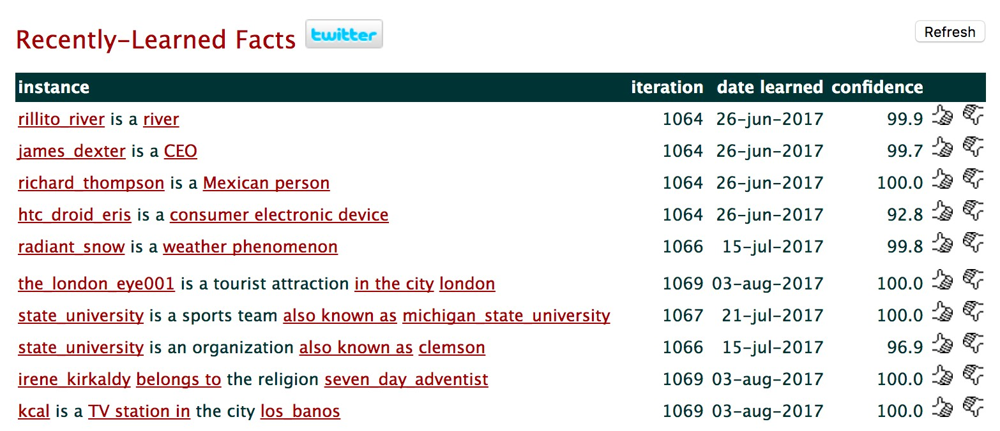 Recently-Learned Facts twitter Refresh
instance iteration date learned confidence
rillito_river is a river 1064 26-jun-2017 99.9
james_dexter is a CEO 1064 26-jun-2017 99.7
richard_thompson is a Mexican person 1064 26-jun-2017 100.0
htc_droid_eris is a consumer electronic device 1064 26-jun-2017 92.8
radiant_snow is a weather phenomenon 1066 15-jul-2017 99.8
the_london_eye001 is a tourist attraction in the city london 1069 03-aug-2017 100.0
state_university is a sports team also known as michigan_state_university 1067 21-jul-2017 100.0
state_university is an organization also known as clemson 1066 15-jul-2017 96.9
irene_kirkaldy belongs to the religion seven_day_adventist 1069 03-aug-2017 100.0
kcal is a TV station in the city los_banos 1069 03-aug-2017 100.0